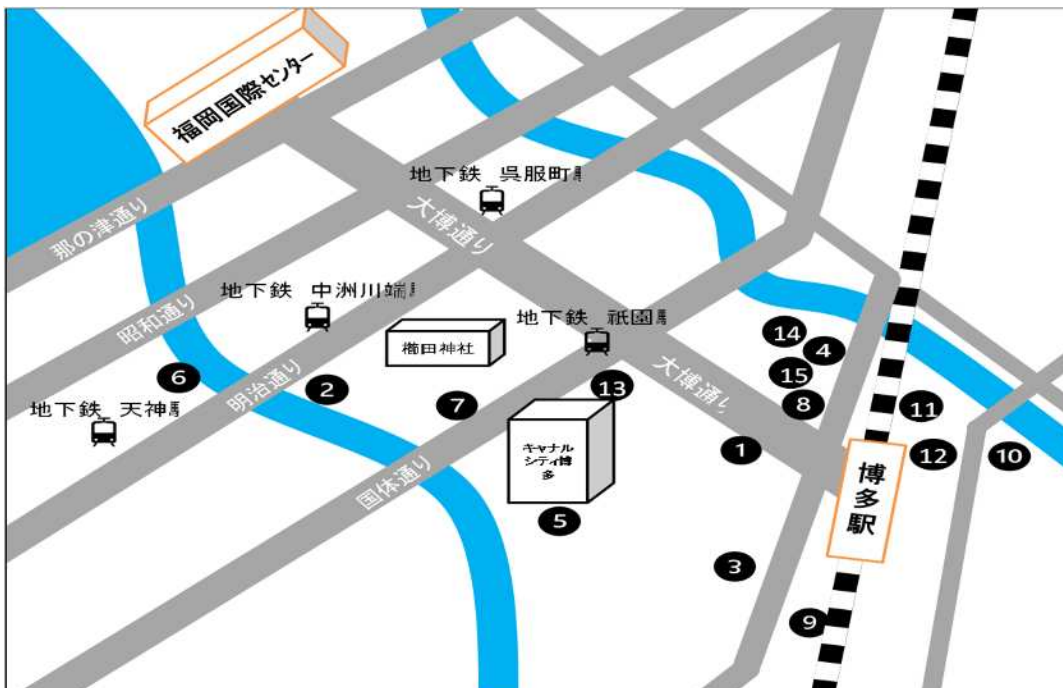 福岡国際センター
地下鉄 呉服町駅
那の津通り
大博通り
地下鉄 中洲川端駅
昭和通り
地下鉄 祇園駅
櫛田神社
14
4
6
明治通り
2
15
13
大博通り
8
11
地下鉄 天神駅
7
1
12
10
キャナル
シティ博
多
国体通り
博多駅
5
3
9